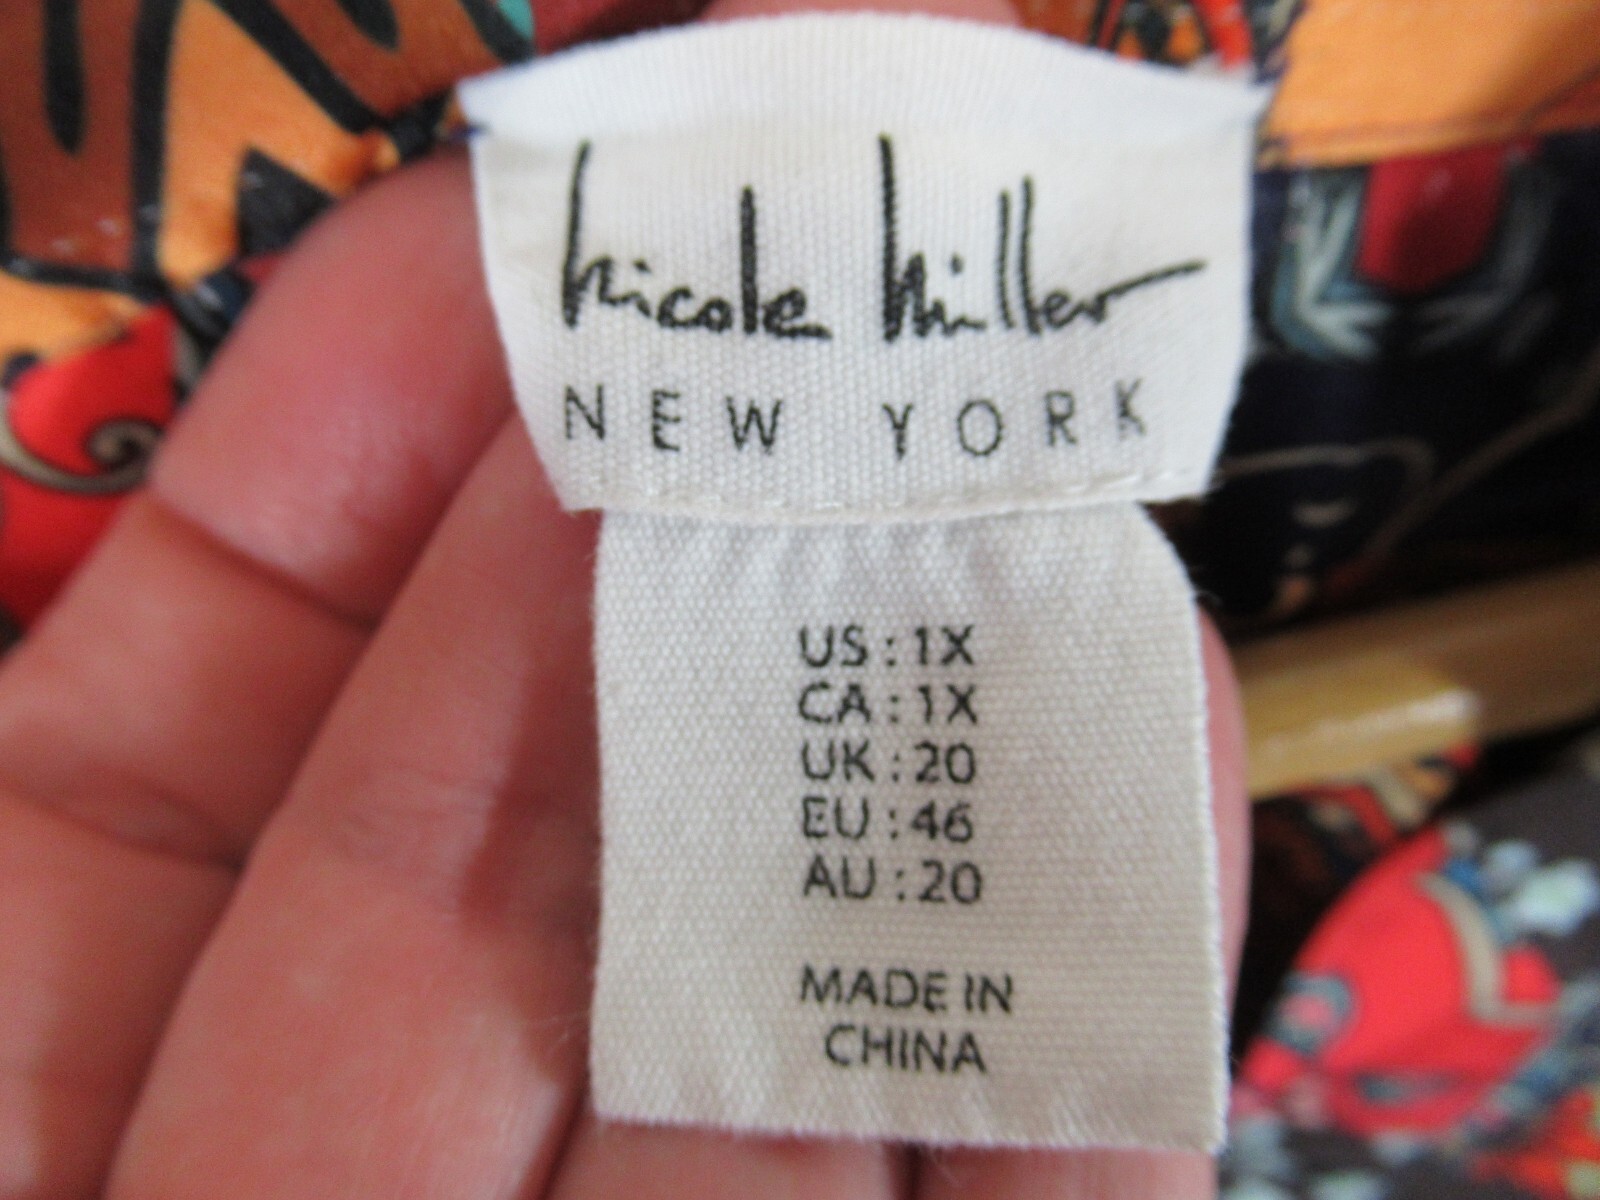 nicole miller
NEW YORK
US : 1X
CA : 1X
UK : 20
EU : 46
AU : 20
MADE IN
CHINA